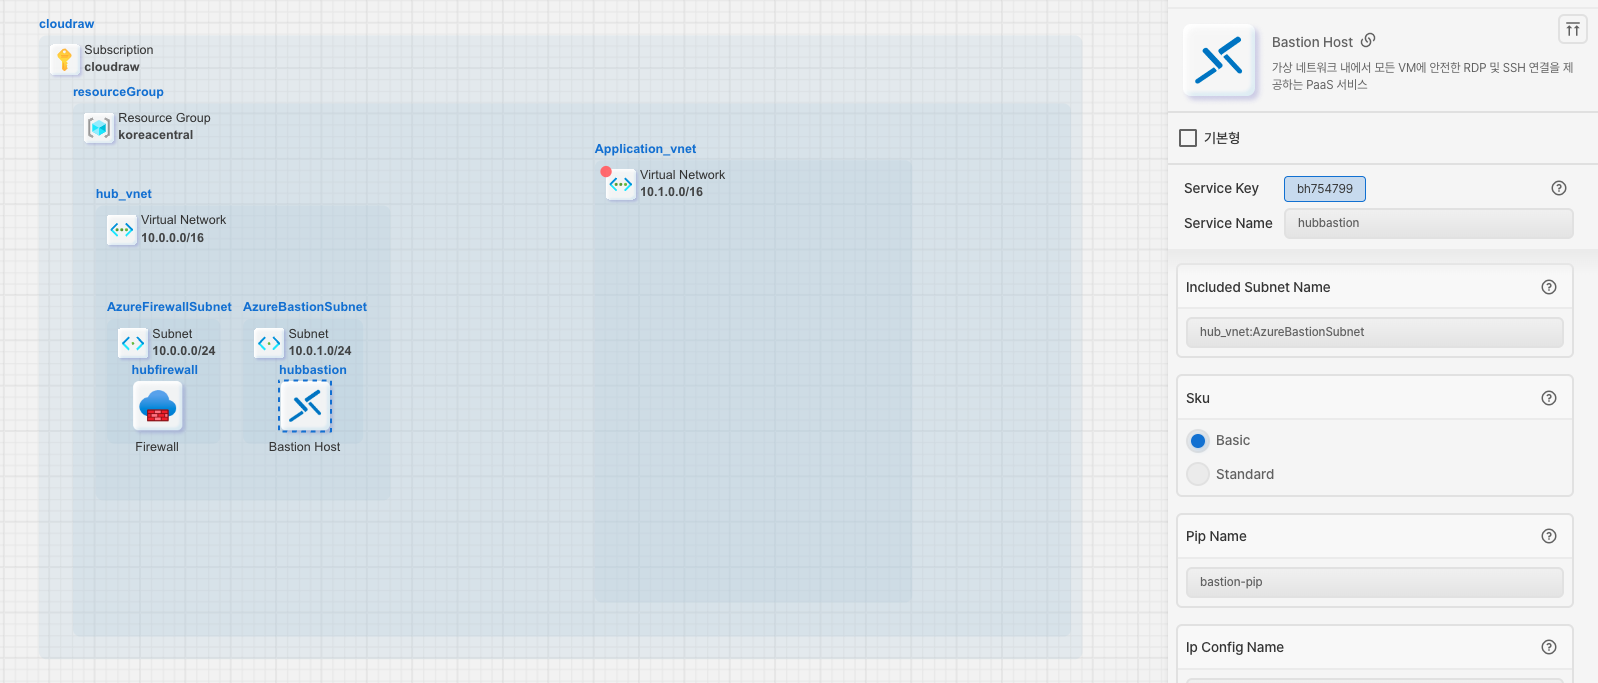 cloudraw
Subscription
cloudraw
resourceGroup
Resource Group
koreacentral
hub_vnet
Virtual Network
10.0.0.0/16
AzureFirewallSubnet
Subnet
10.0.0.0/24
hubfirewall
Firewall
AzureBastionSubnet
Subnet
10.0.1.0/24
hubbastion
Bastion Host
Application_vnet
Virtual Network
10.1.0.0/16
Bastion Host
가상 네트워크 내에서 모든 VM에 안전한 RDP 및 SSH 연결을 제
공하는 PaaS 서비스
기본형
Service Key bh754799
Service Name hubbastion
Included Subnet Name
hub_vnet:AzureBastionSubnet
Sku
Basic
Standard
Pip Name
bastion-pip
Ip Config Name